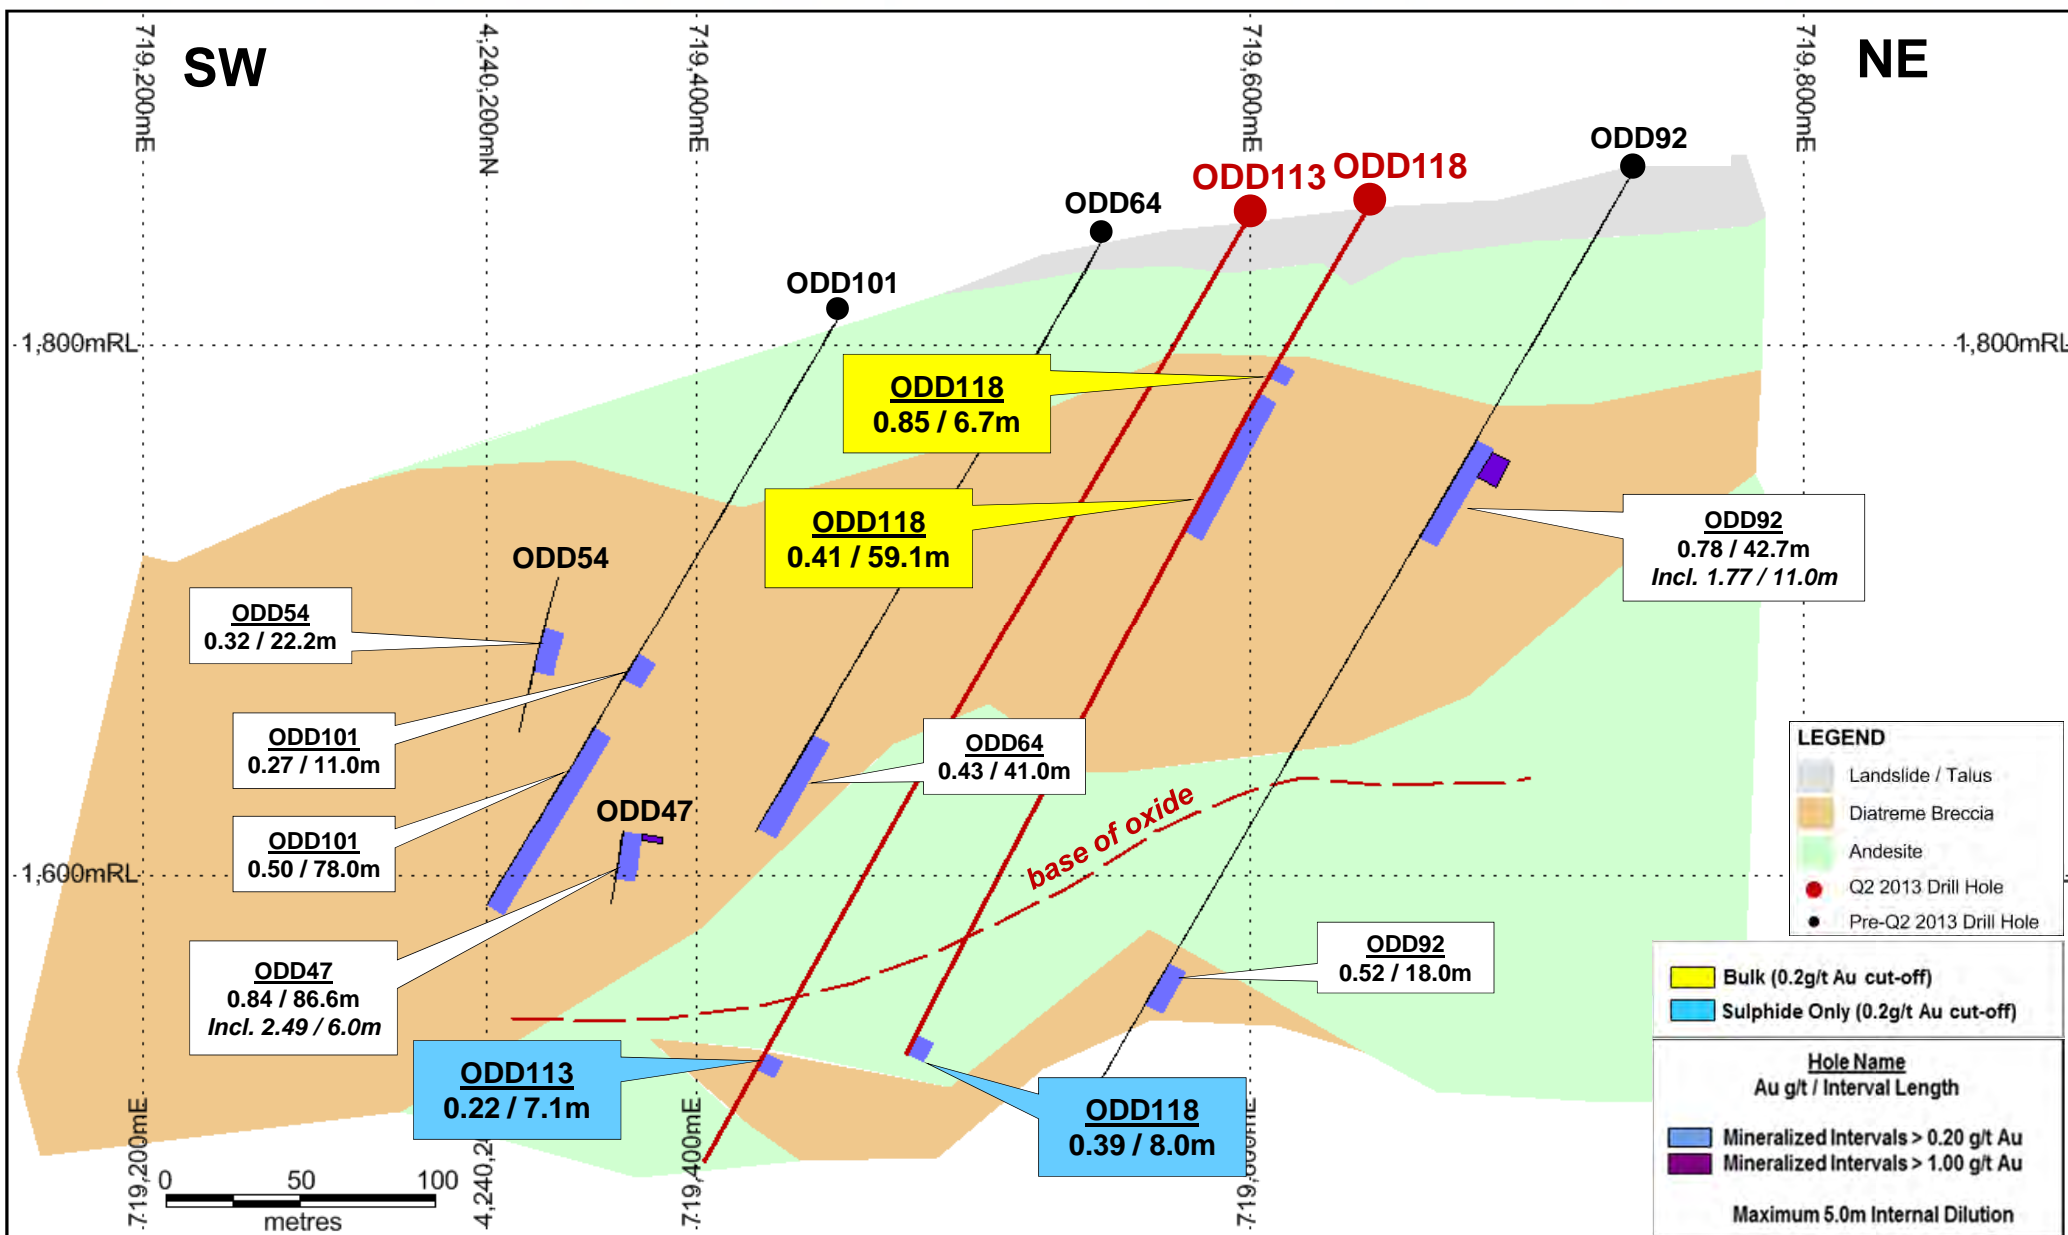 SW
NE
719,200mE
4,240,200mN
719,400mE
719,600mE
719,800mE
ODD92
ODD113
ODD118
ODD64
ODD101
1,800mRL
1,800mRL
ODD118
0.85 / 6.7m
ODD118
0.41 / 59.1m
ODD92
0.78 / 42.7m
Incl. 1.77 / 11.0m
ODD54
ODD54
0.32 / 22.2m
ODD101
0.27 / 11.0m
ODD64
0.43 / 41.0m
ODD47
ODD101
0.50 / 78.0m
base of oxide
1,600mRL
ODD47
0.84 / 86.6m
Incl. 2.49 / 6.0m
ODD92
0.52 / 18.0m
ODD113
0.22 / 7.1m
ODD118
0.39 / 8.0m
719,200mE
4,240,2
719,400mE
719,600mE
0 50 100
metres
LEGEND
Landslide / Talus
Diatreme Breccia
Andesite
Q2 2013 Drill Hole
Pre-Q2 2013 Drill Hole
Bulk (0.2g/t Au cut-off)
Sulphide Only (0.2g/t Au cut-off)
Hole Name
Au g/t / Interval Length
Mineralized Intervals > 0.20 g/t Au
Mineralized Intervals > 1.00 g/t Au
Maximum 5.0m Internal Dilution